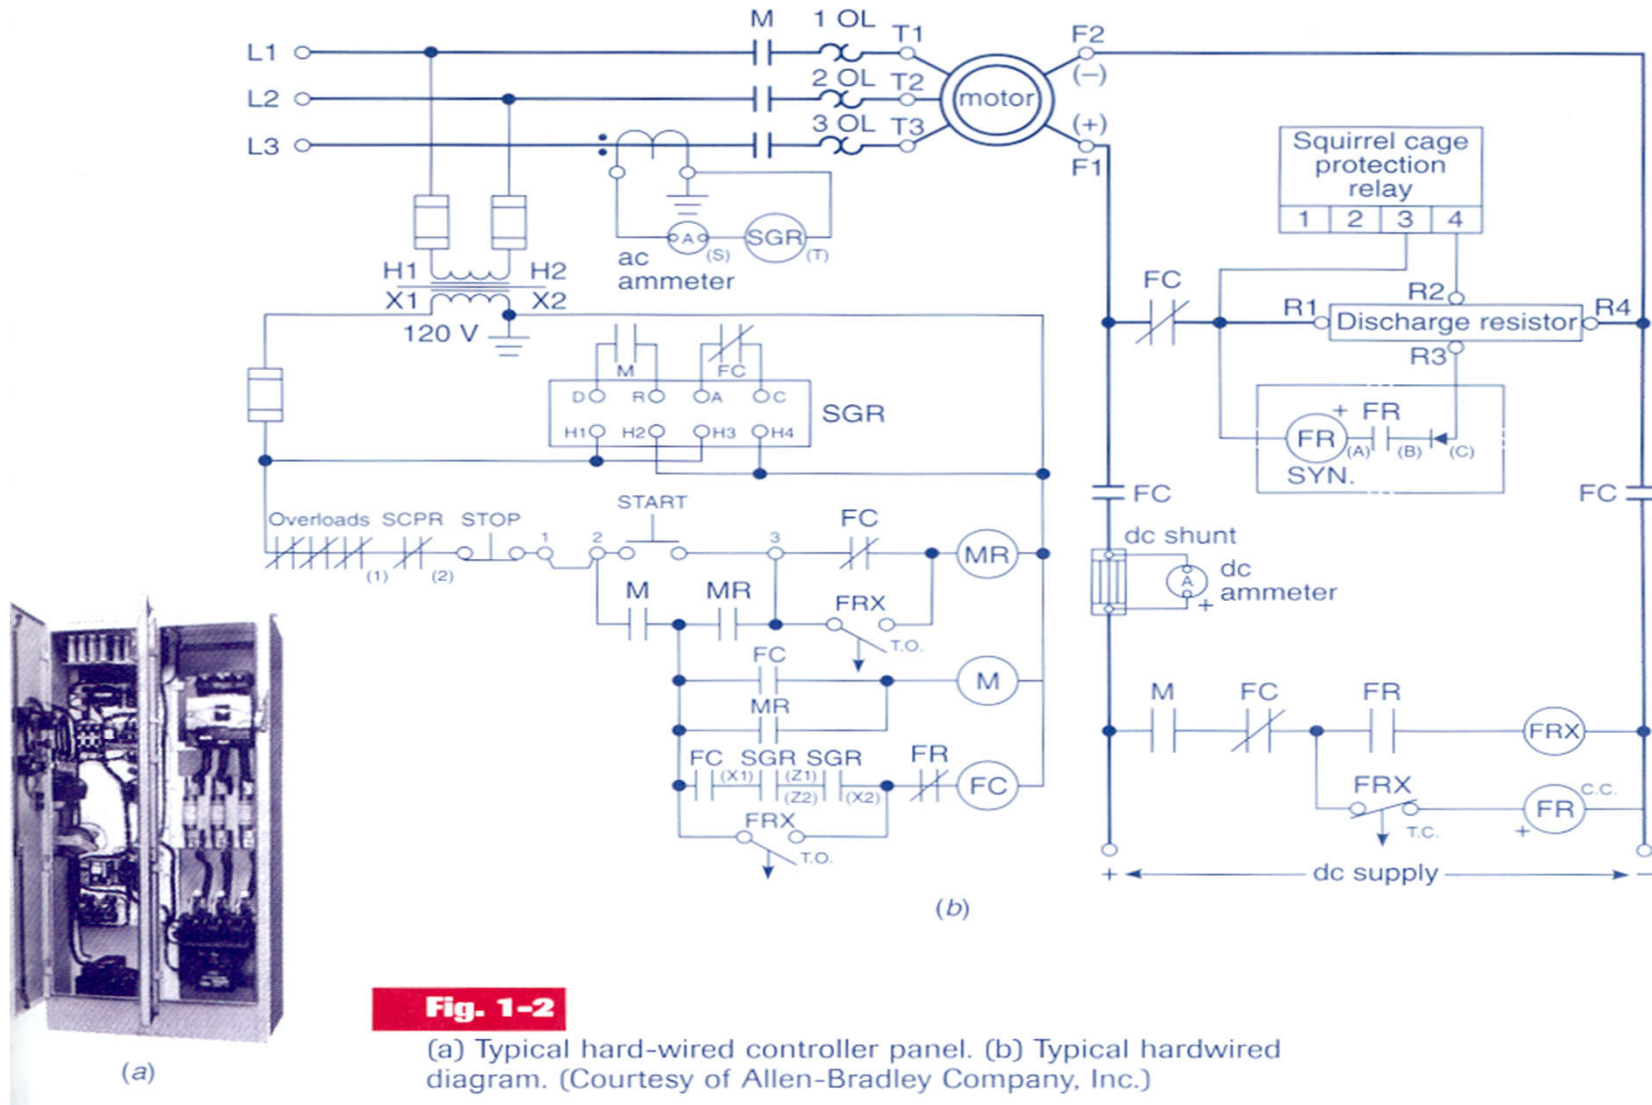 M 1 OL T1 F2
L1
(−)
2 OL T2
L2 motor
3 OL T3 (+)
L3 F1
Squirrel cage
protection
relay
1 2 3 4
A SGR
(S) (T)
ac
ammeter
H1 H2
X1 X2
120 V
FC
R2
R1 Discharge resistor R4
R3
M FC
D R A C
SGR
H1 H2 H3 H4
+ FR
FR (A) (B) (C)
SYN.
FC FC
START
Overloads SCPR STOP 1 2 3 FC
(1) (2) MR
dc shunt
A dc
ammeter
+
M MR FRX
T.O.
FC
M
MR
FC SGR SGR FR
(X1) (Z1)
(Z2) (X2) FC
FRX
T.O.
M FC FR
FRX
FRX C.C.
FR
T.C. +
+ dc supply −
(b)
(a)
Fig. 1-2
(a) Typical hard-wired controller panel. (b) Typical hardwired
diagram. (Courtesy of Allen-Bradley Company, Inc.)